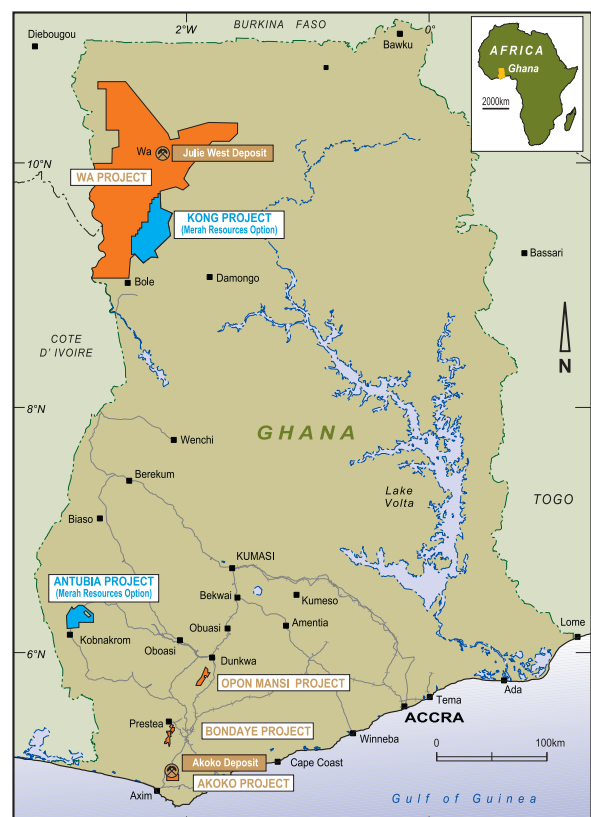 2°W
BURKINA FASO
0°
Diebougou
Bawku
AFRICA
Ghana
2000km
Wa
Julie West Deposit
10°N
WA PROJECT
KONG PROJECT
(Merah Resources Option)
Bassari
Bole
Damongo
COTE
D' IVOIRE
N
8°N
GHANA
Wenchi
Berekum
Lake
Volta
TOGO
Biaso
KUMASI
ANTUBIA PROJECT
(Merah Resources Option)
Bekwai
Kumeso
Obuasi
Amentia
Lome
Kobnakrom
Oboasi
6°N
Dunkwa
OPON MANSI PROJECT
Ada
Tema
ACCRA
Prestea
BONDAYE PROJECT
Winneba
0
100km
Akoko Deposit
Cape Coast
AKOKO PROJECT
Axim
Gulf of Guinea